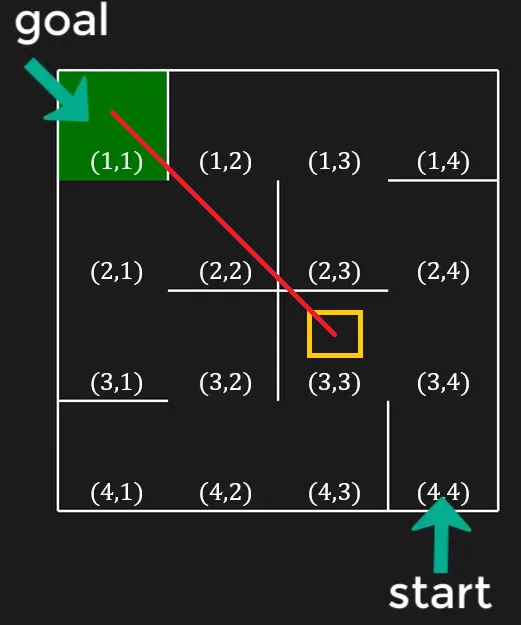 goal
(1,1) (1,2) (1,3) (1,4)
(2,1) (2,2) (2,3) (2,4)
(3,1) (3,2) (3,3) (3,4)
(4,1) (4,2) (4,3) (4,4)
start